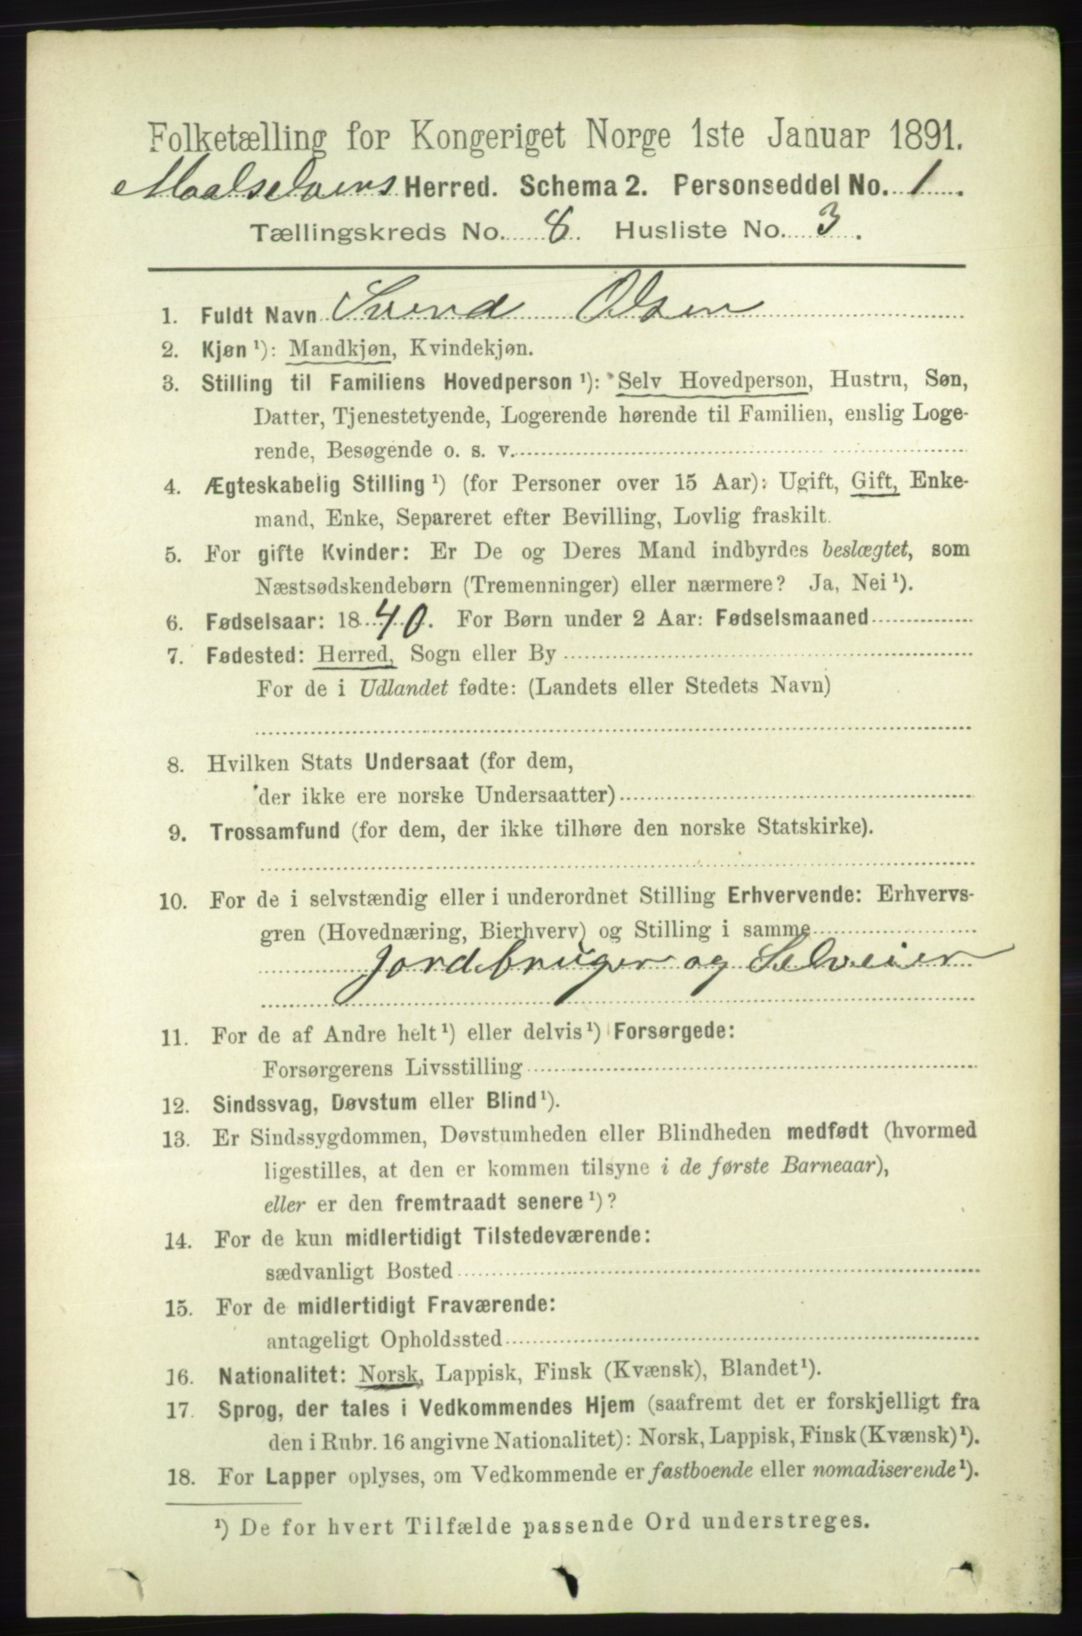 Folketælling for Kongeriget Norge 1ste Januar 1891.
Maalselvens Herred. Schema 2. Personseddel No. 1.
Tællingskreds No. 8. Husliste No. 3.
1. Fuldt Navn Svend Olsen
2. Kjøn ¹): Mandkjøn, Kvindekjøn.
3. Stilling til Familiens Hovedperson ¹): Selv Hovedperson, Hustru, Søn,
Datter, Tjenestetyende, Logerende hørende til Familien, enslig Loge-
rende, Besøgende o. s. v.
4. Ægteskabelig Stilling ¹) (for Personer over 15 Aar): Ugift, Gift, Enke-
mand, Enke, Separeret efter Bevilling, Lovlig fraskilt.
5. For gifte Kvinder: Er De og Deres Mand indbyrdes beslægtet, som
Næstsødskendebørn (Tremenninger) eller nærmere? Ja, Nei ¹).
6. Fødselsaar: 1840. For Børn under 2 Aar: Fødselsmaaned
7. Fødested: Herred, Sogn eller By
For de i Udlandet fødte: (Landets eller Stedets Navn)
8. Hvilken Stats Undersaat (for dem,
der ikke ere norske Undersaatter)
9. Trossamfund (for dem, der ikke tilhøre den norske Statskirke).
10. For de i selvstændig eller i underordnet Stilling Erhvervende: Erhvervs-
gren (Hovednæring, Bierhverv) og Stilling i samme
Jordbruger og Selveier
11. For de af Andre helt ¹) eller delvis ¹) Forsørgede:
Forsørgerens Livsstilling
12. Sindssvag, Døvstum eller Blind ¹).
13. Er Sindssygdommen, Døvstumheden eller Blindheden medfødt (hvormed
ligestilles, at den er kommen tilsyne i de første Barneaar),
eller er den fremtraadt senere ¹)?
14. For de kun midlertidigt Tilstedeværende:
sædvanligt Bosted
15. For de midlertidigt Fraværende:
antageligt Opholdssted
16. Nationalitet: Norsk, Lappisk, Finsk (Kvænsk), Blandet ¹).
17. Sprog, der tales i Vedkommendes Hjem (saafremt det er forskjelligt fra
den i Rubr. 16 angivne Nationalitet): Norsk, Lappisk, Finsk (Kvænsk) ¹).
18. For Lapper oplyses, om Vedkommende er fastboende eller nomadiserende ¹).
¹) De for hvert Tilfælde passende Ord understreges.